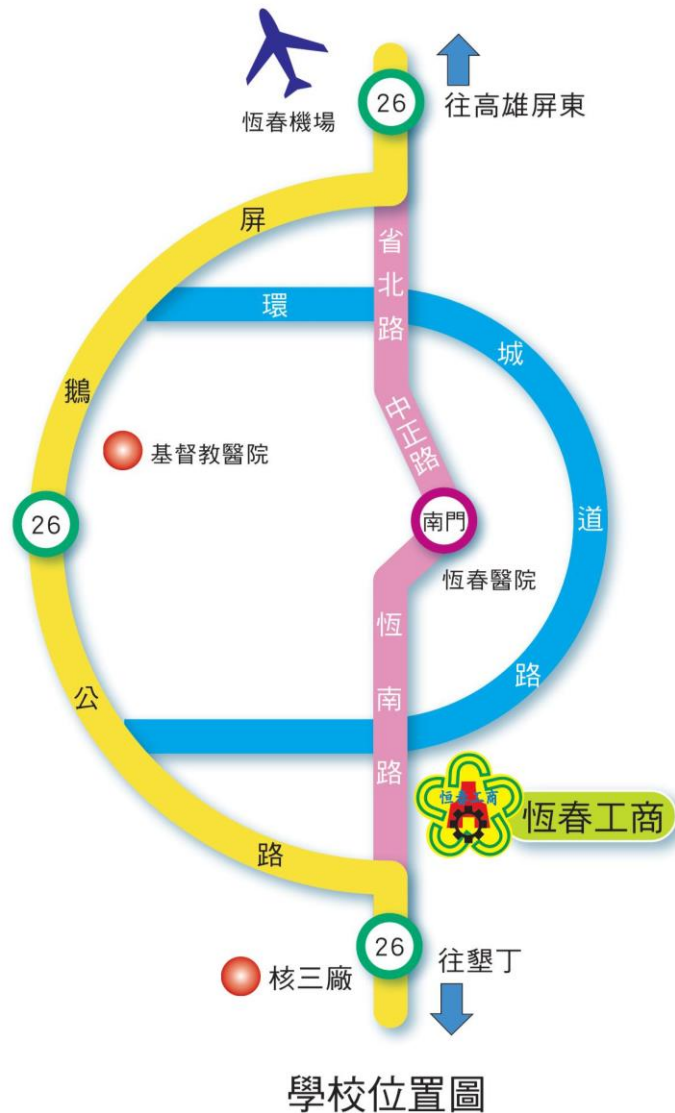 26
往高雄屏東
恆春機場
屏鵝公路
省北路
環城道路
中正路
基督教醫院
26
南門
恆春醫院
恆南路
恒春工商
恆春工商
26
往墾丁
核三廠
學校位置圖